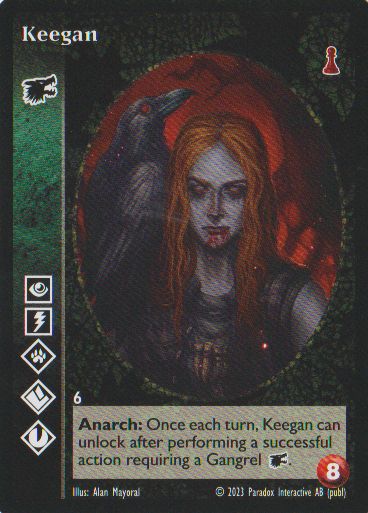 Keegan
6
Anarch: Once each turn, Keegan can
unlock after performing a successful
action requiring a Gangrel .
8
Illus: Alan Mayoral © 2023 Paradox Interactive AB (publ)